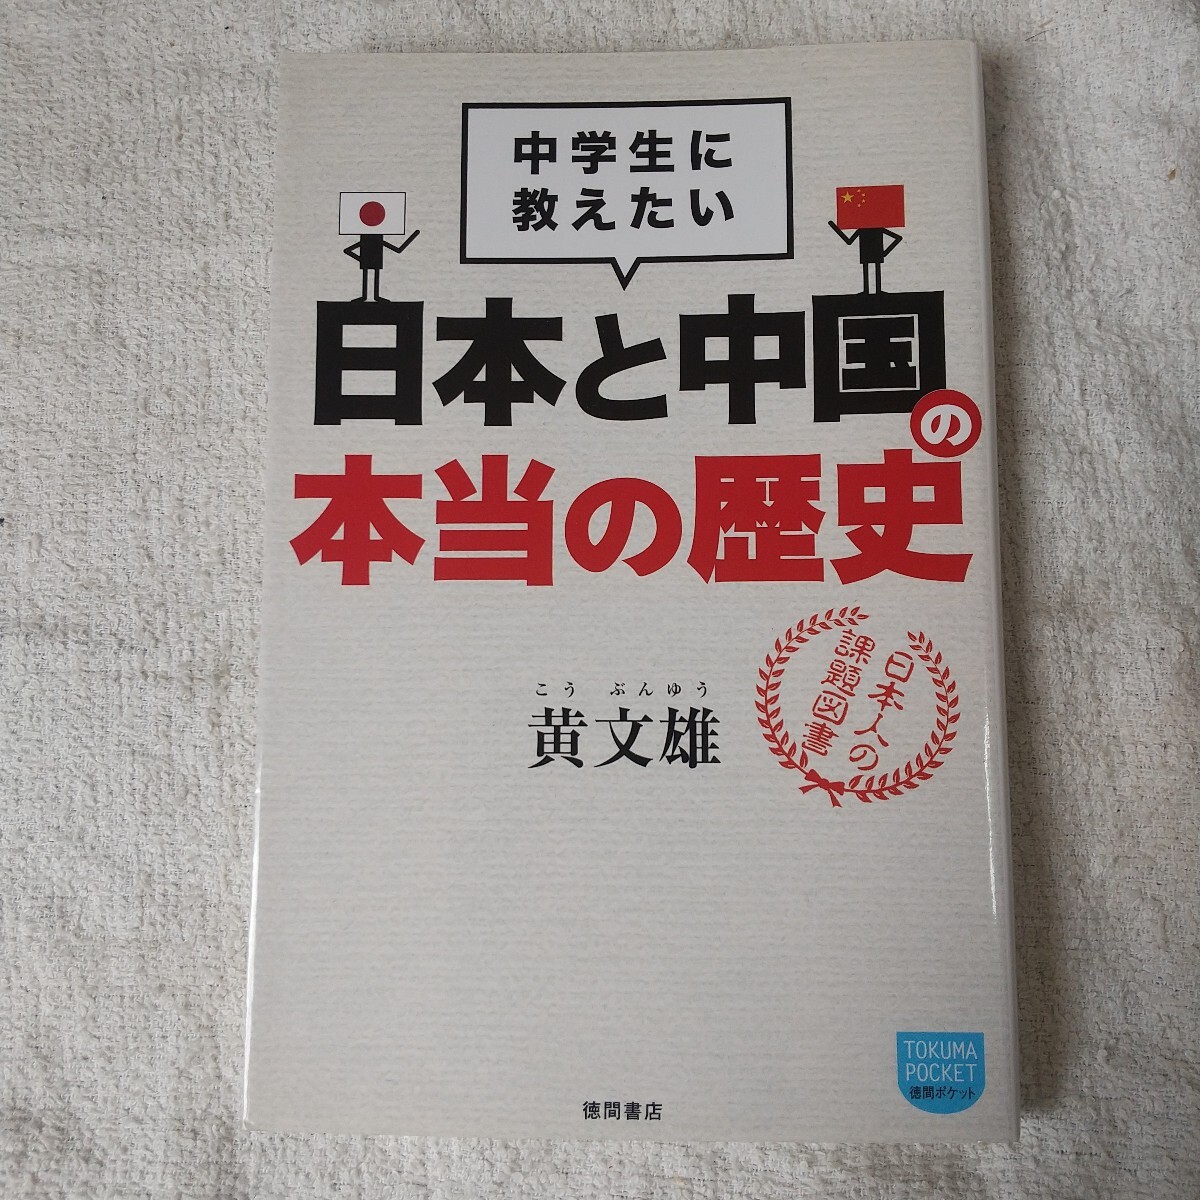 中学生に
教えたい
日本と中国の
本当の歴史
こう ぶんゆう
黄文雄
日本人の
課題図書
TOKUMA
POCKET
徳間ポケット
徳間書店